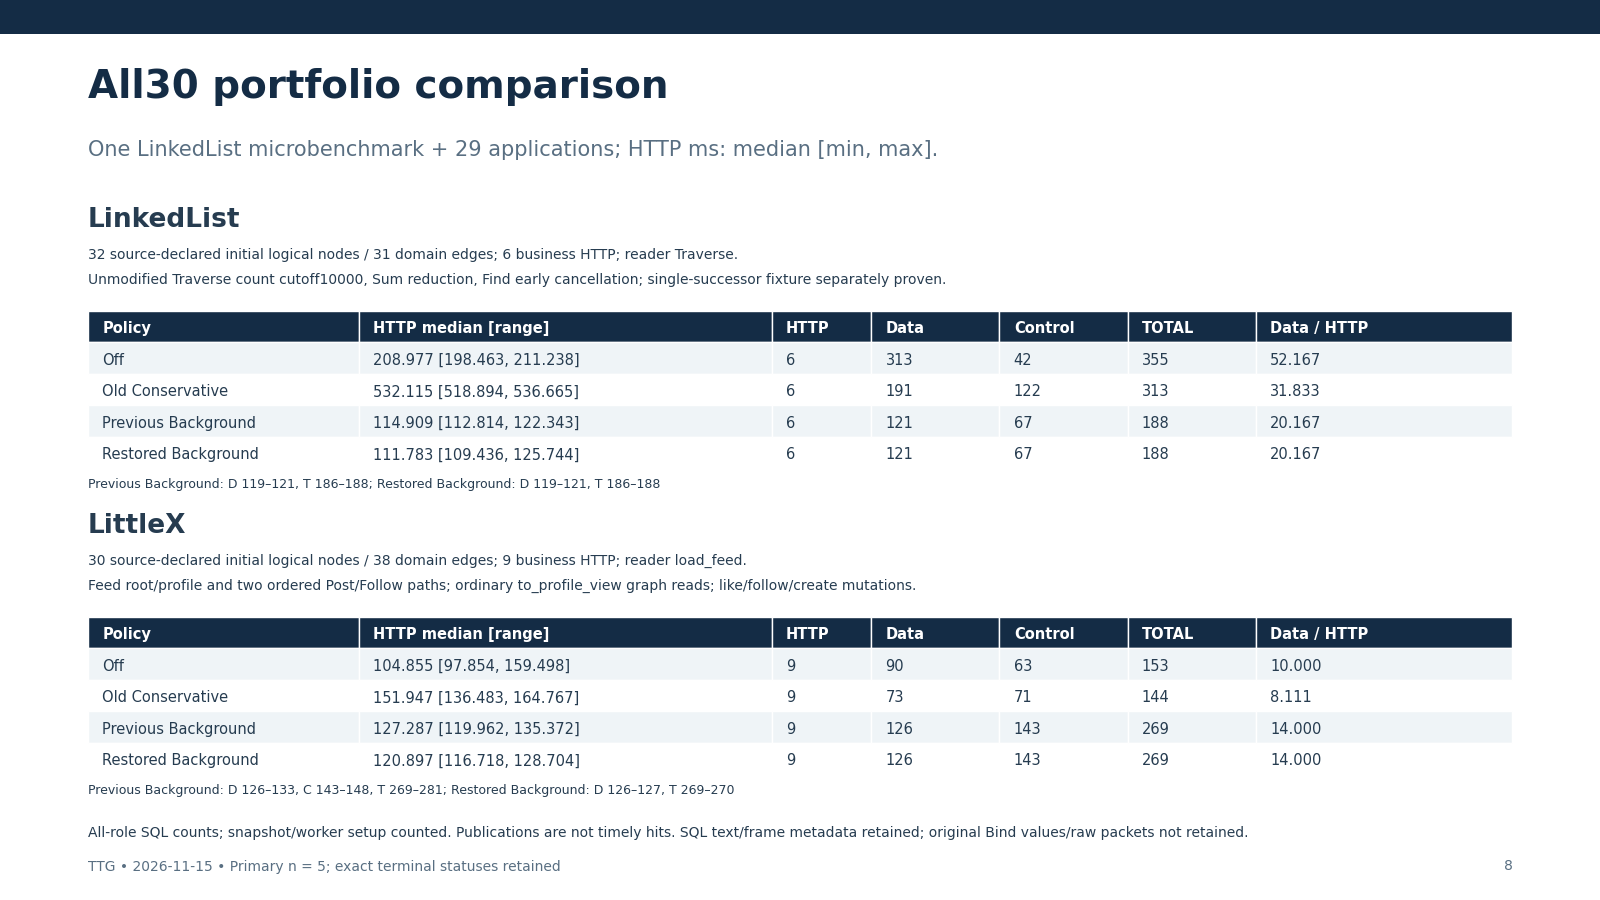 All30 portfolio comparison
One LinkedList microbenchmark + 29 applications; HTTP ms: median [min, max].
LinkedList
32 source-declared initial logical nodes / 31 domain edges; 6 business HTTP; reader Traverse.
Unmodified Traverse count cutoff10000, Sum reduction, Find early cancellation; single-successor fixture separately proven.
Policy HTTP median [range] HTTP Data Control TOTAL Data / HTTP
Off 208.977 [198.463, 211.238] 6 313 42 355 52.167
Old Conservative 532.115 [518.894, 536.665] 6 191 122 313 31.833
Previous Background 114.909 [112.814, 122.343] 6 121 67 188 20.167
Restored Background 111.783 [109.436, 125.744] 6 121 67 188 20.167
Previous Background: D 119–121, T 186–188; Restored Background: D 119–121, T 186–188
LittleX
30 source-declared initial logical nodes / 38 domain edges; 9 business HTTP; reader load_feed.
Feed root/profile and two ordered Post/Follow paths; ordinary to_profile_view graph reads; like/follow/create mutations.
Policy HTTP median [range] HTTP Data Control TOTAL Data / HTTP
Off 104.855 [97.854, 159.498] 9 90 63 153 10.000
Old Conservative 151.947 [136.483, 164.767] 9 73 71 144 8.111
Previous Background 127.287 [119.962, 135.372] 9 126 143 269 14.000
Restored Background 120.897 [116.718, 128.704] 9 126 143 269 14.000
Previous Background: D 126–133, C 143–148, T 269–281; Restored Background: D 126–127, T 269–270
All-role SQL counts; snapshot/worker setup counted. Publications are not timely hits. SQL text/frame metadata retained; original Bind values/raw packets not retained.
TTG • 2026-11-15 • Primary n = 5; exact terminal statuses retained 8